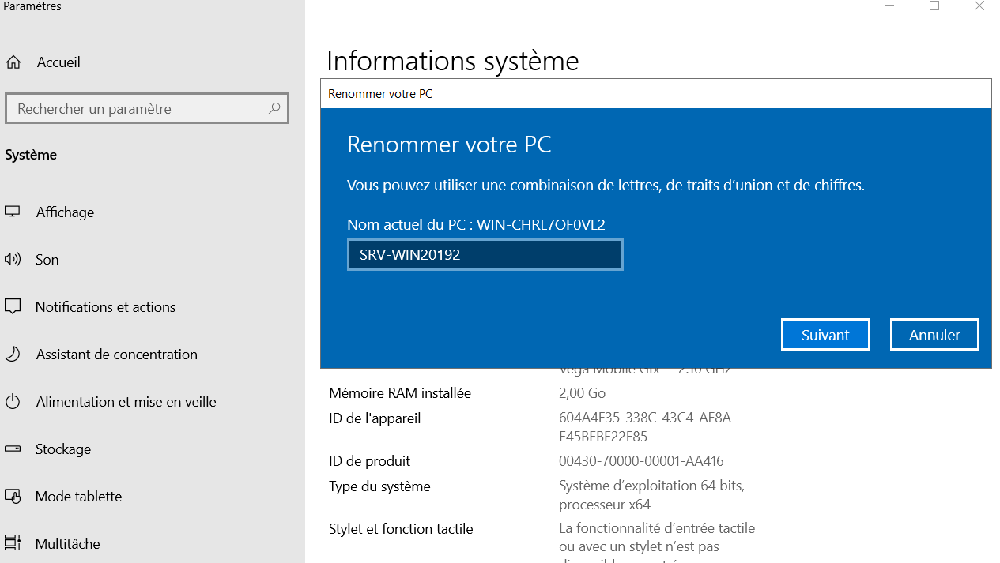 Paramètres
Accueil
Rechercher un paramètre
Système
Affichage
Son
Notifications et actions
Assistant de concentration
Alimentation et mise en veille
Stockage
Mode tablette
Multitâche
Informations système
Renommer votre PC
Renommer votre PC
Vous pouvez utiliser une combinaison de lettres, de traits d’union et de chiffres.
Nom actuel du PC : WIN-CHRL7OF0VL2
SRV-WIN20192
Suivant Annuler
Vega Mobile Gfx 2.10 GHz
Mémoire RAM installée 2,00 Go
ID de l'appareil 604A4F35-338C-43C4-AF8A-
E45BEBE22F85
ID de produit 00430-70000-00001-AA416
Type du système Système d’exploitation 64 bits,
processeur x64
Stylet et fonction tactile La fonctionnalité d’entrée tactile
ou avec un stylet n’est pas